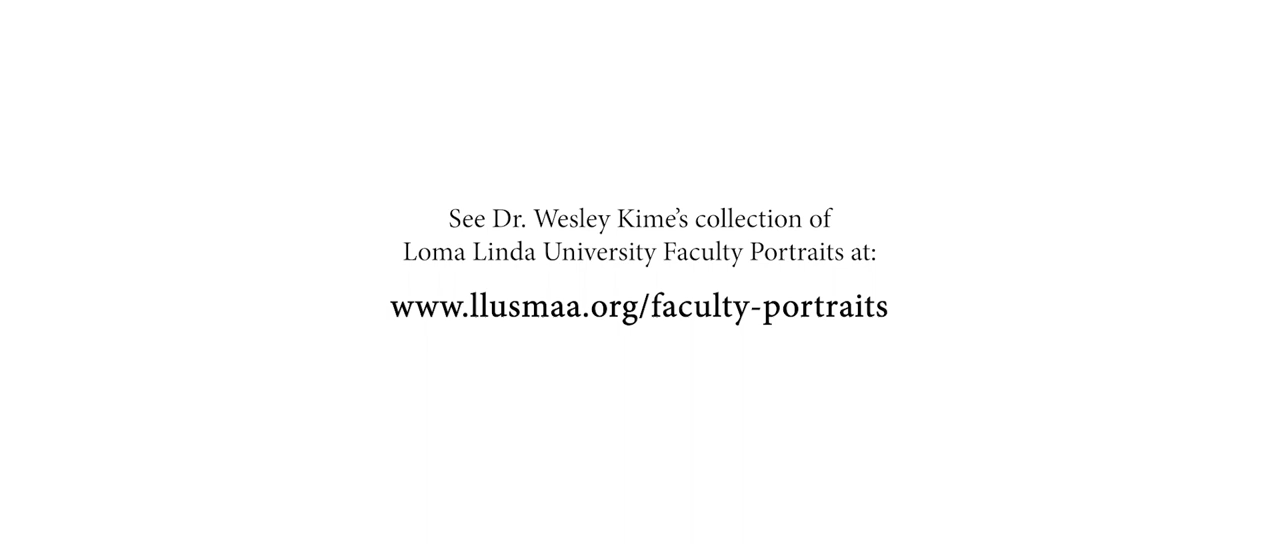 See Dr. Wesley Kime’s collection of
Loma Linda University Faculty Portraits at:
www.llusmaa.org/faculty-portraits